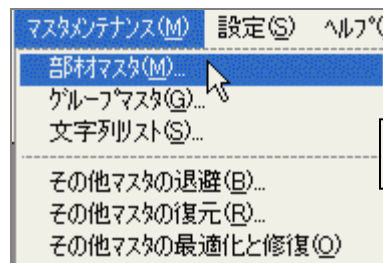 マスタメンテナンス(M) 設定(S) ヘルプ(
部材マスタ(M)...
グループマスタ(G)...
文字列リスト(S)...
その他マスタの退避(B)...
その他マスタの復元(R)...
その他マスタの最適化と修復(O)